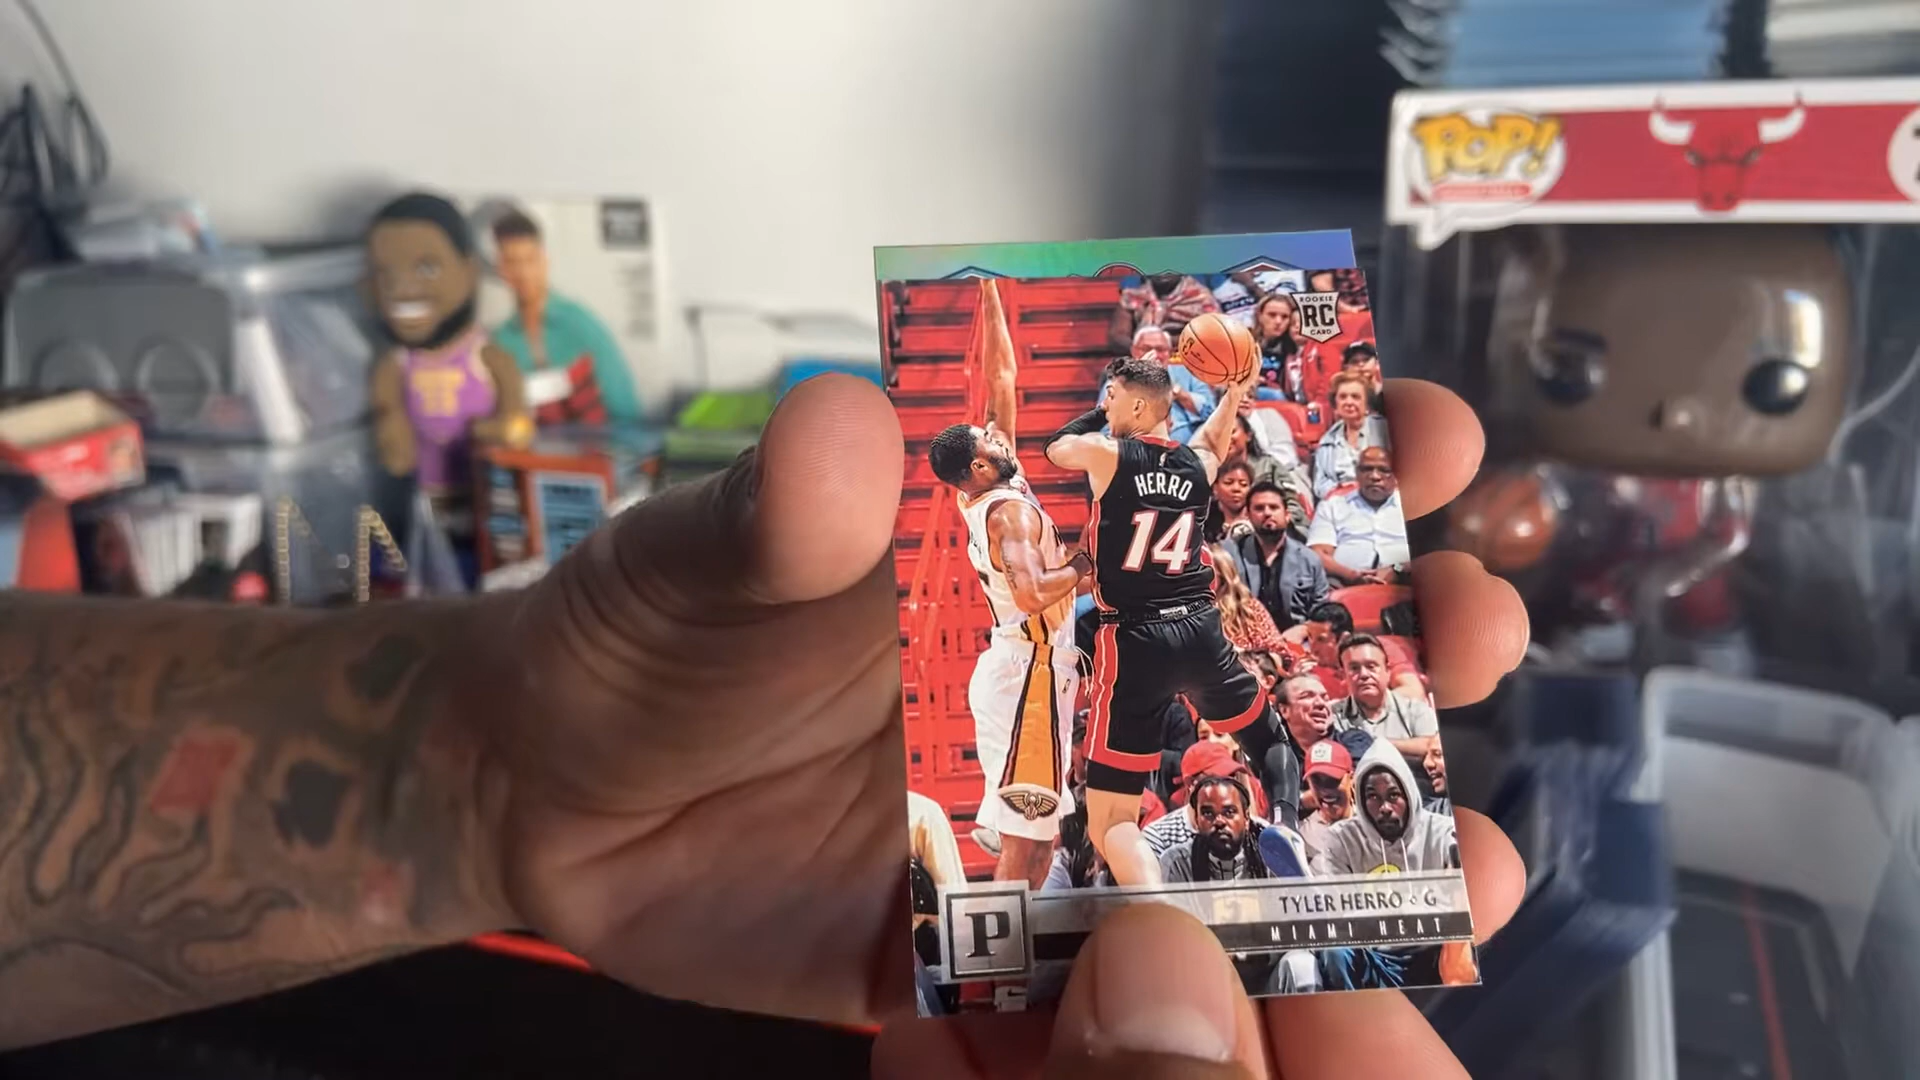 POP!
ROOKIE
RC
CARD
HERRO
14
P
TYLER HERRO G
MIAMI HEAT